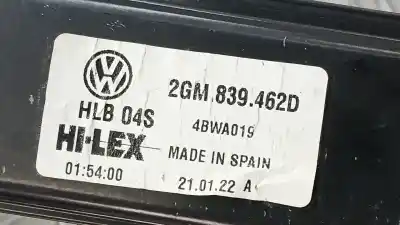 2GM.839.462D
HLB 04S
4BWA019
HI-LEX
MADE IN SPAIN
01:54:00
21.01.22 A